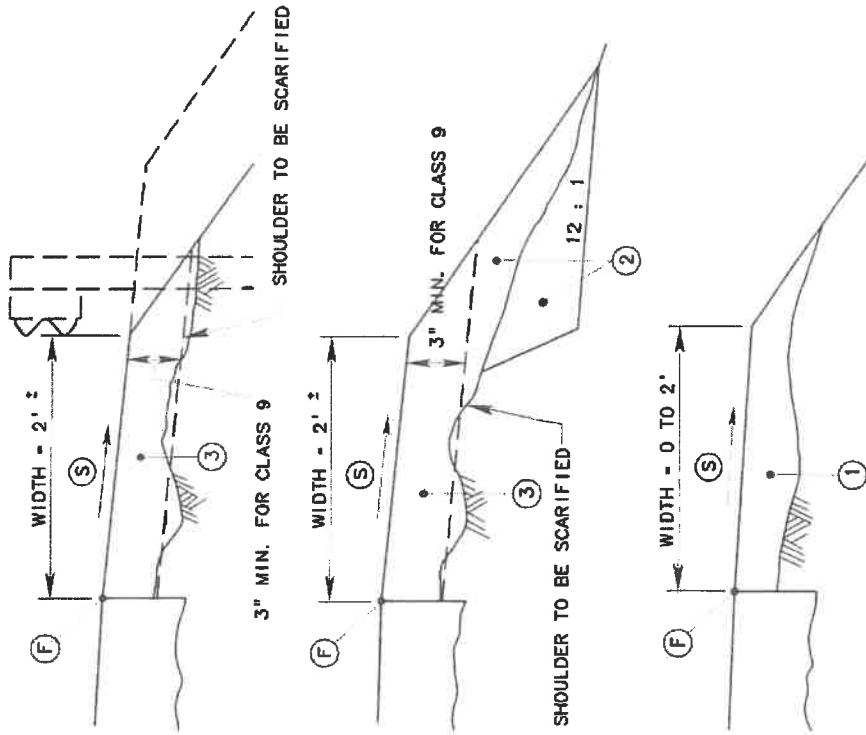 WIDTH = 2' ±
F
S
3
3" MIN. FOR CLASS 9
SHOULDER TO BE SCARIFIED
WIDTH = 2' ±
F
S
3" MIN. FOR CLASS 9
3
12 : 1
SHOULDER TO BE SCARIFIED
2
WIDTH = 0 TO 2'
F
S
1